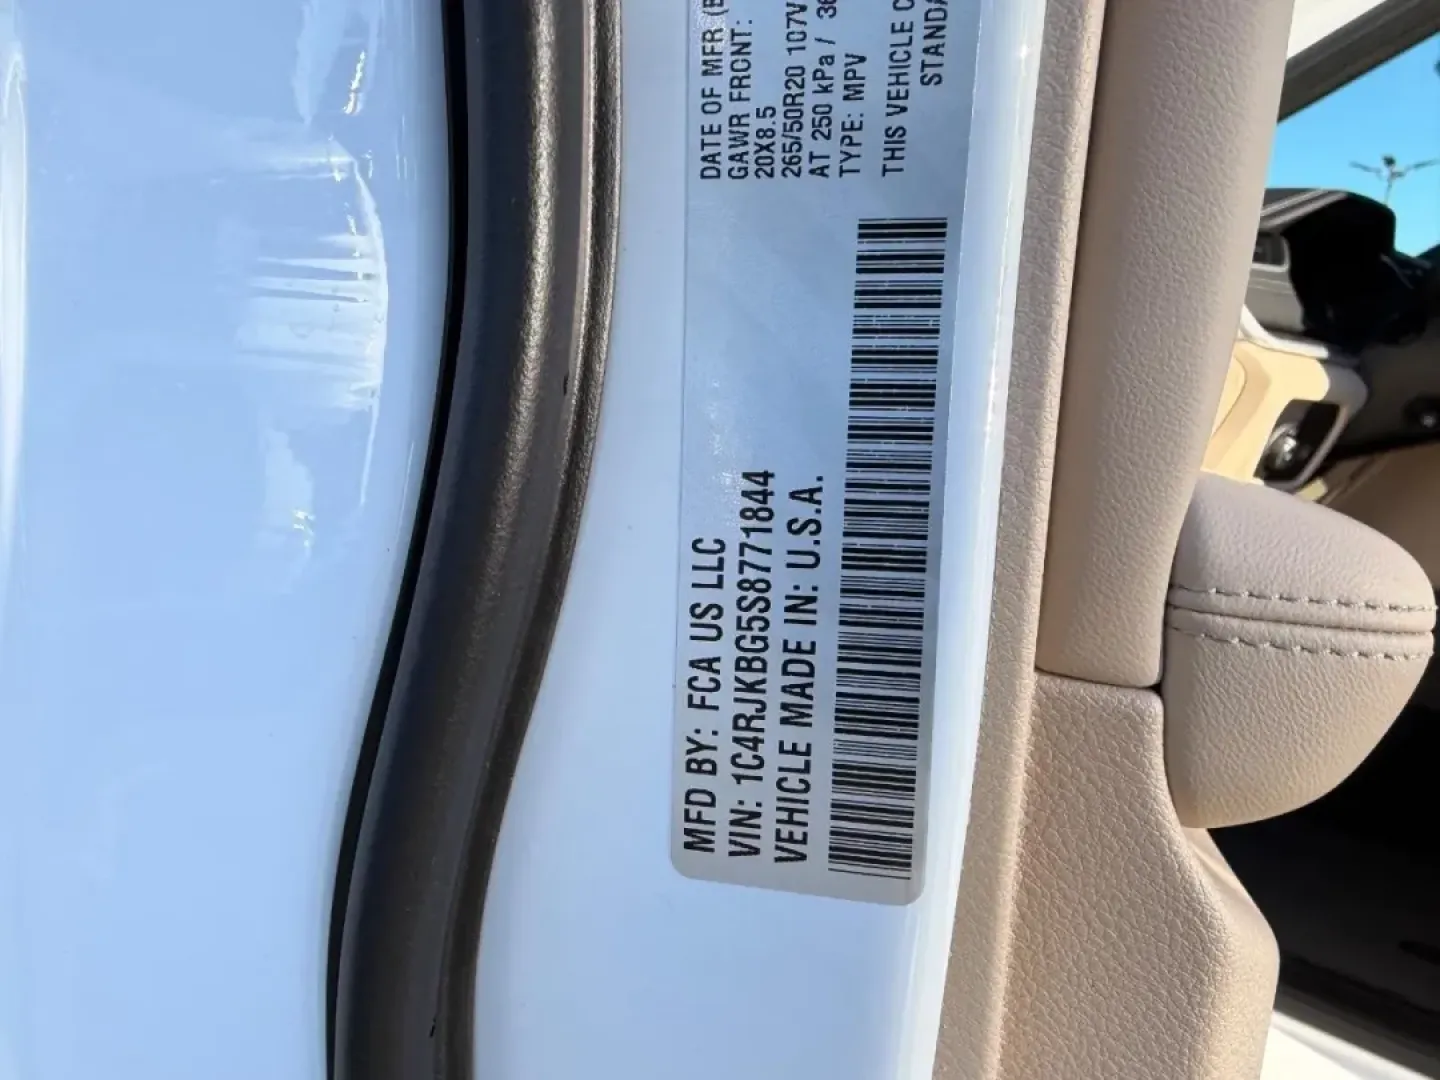 MFD BY: FCA US LLC
VIN: 1C4RJKBG5S8771844
VEHICLE MADE IN: U.S.A.
DATE OF MFR
GAWR FRONT:
20X8.5
265/50R20 107V
AT 250 kPa /
TYPE: MPV
THIS VEHICLE